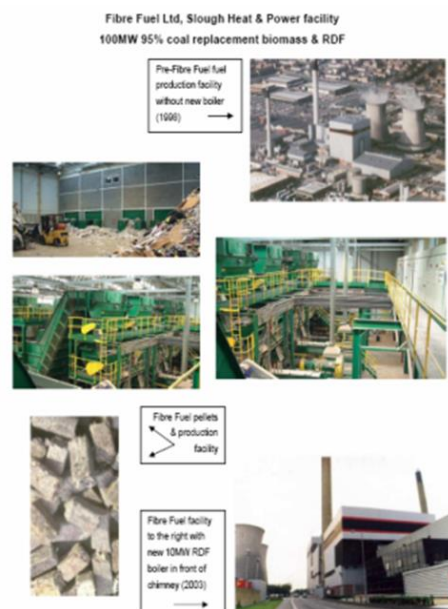 Fibre Fuel Ltd, Slough Heat & Power facility
100MW 95% coal replacement biomass & RDF
Pre-Fibre Fuel fuel
production facility
without new boiler
(1998)
Fibre Fuel pellets
& production
facility
Fibre Fuel facility
to the right with
new 10MW RDF
boiler in front of
chimney (2003)